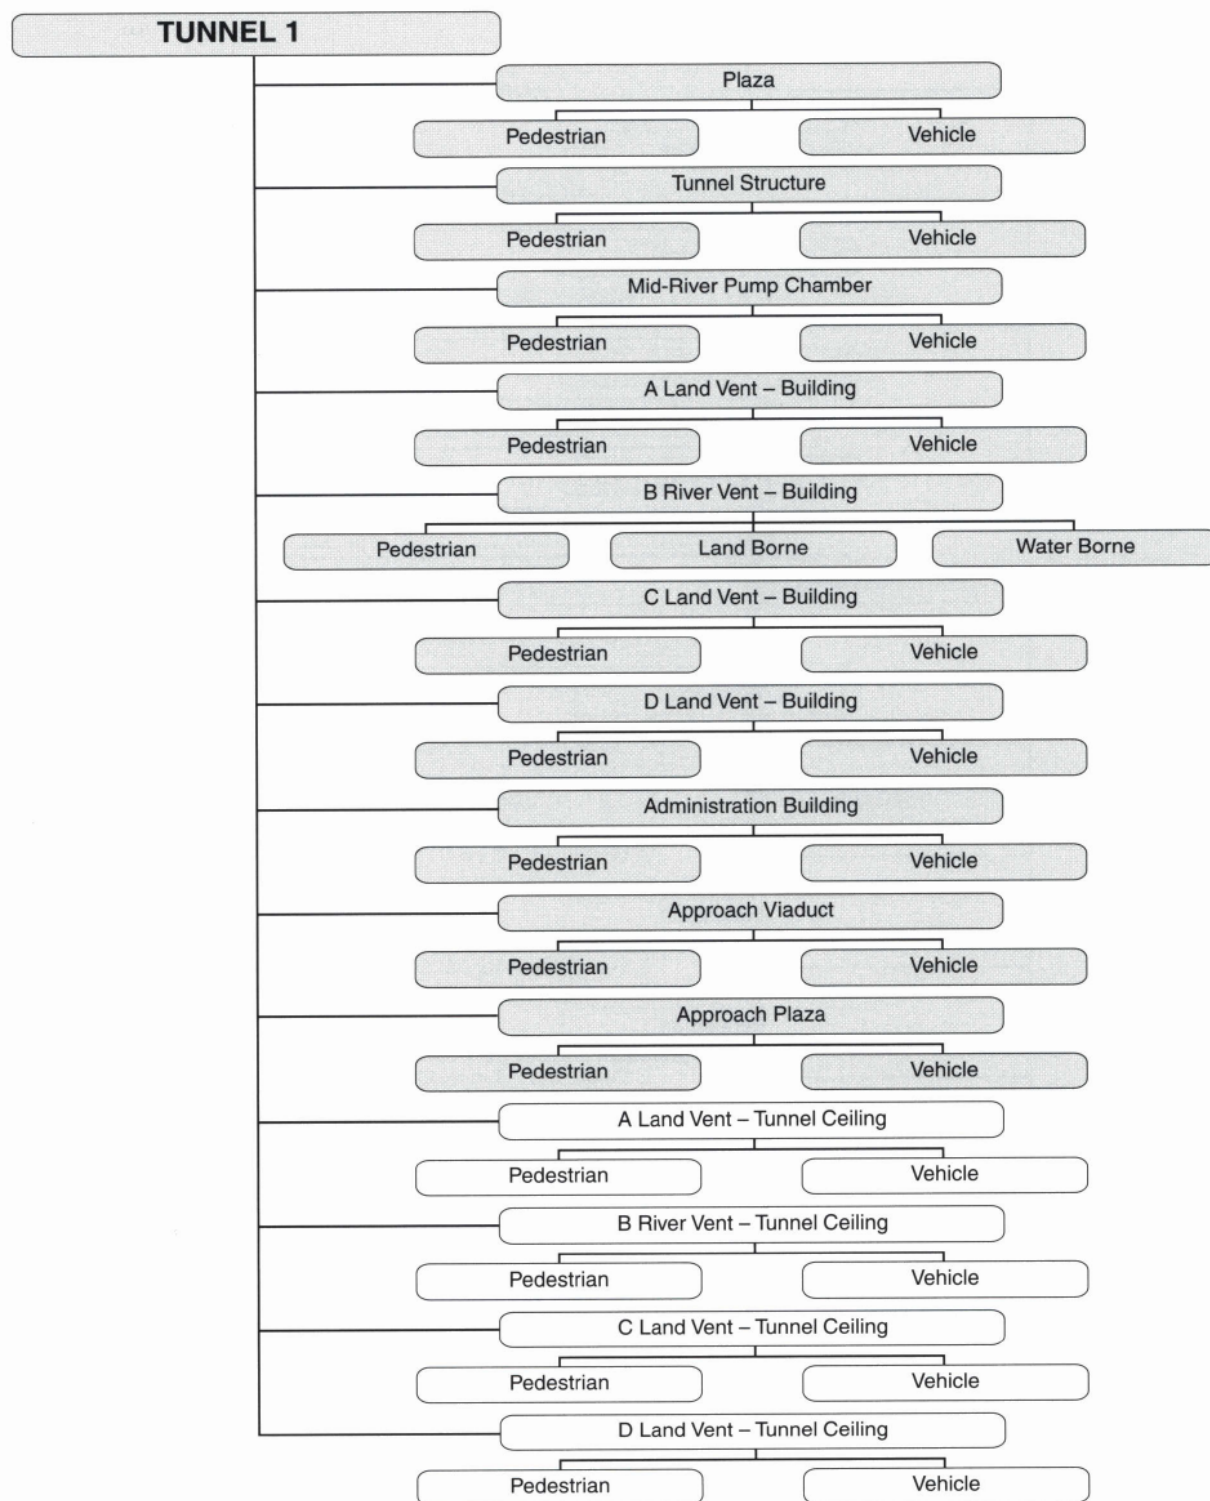 TUNNEL 1
Plaza
Pedestrian
Vehicle
Tunnel Structure
Pedestrian
Vehicle
Mid-River Pump Chamber
Pedestrian
Vehicle
A Land Vent – Building
Pedestrian
Vehicle
B River Vent – Building
Pedestrian
Land Borne
Water Borne
C Land Vent – Building
Pedestrian
Vehicle
D Land Vent – Building
Pedestrian
Vehicle
Administration Building
Pedestrian
Vehicle
Approach Viaduct
Pedestrian
Vehicle
Approach Plaza
Pedestrian
Vehicle
A Land Vent – Tunnel Ceiling
Pedestrian
Vehicle
B River Vent – Tunnel Ceiling
Pedestrian
Vehicle
C Land Vent – Tunnel Ceiling
Pedestrian
Vehicle
D Land Vent – Tunnel Ceiling
Pedestrian
Vehicle